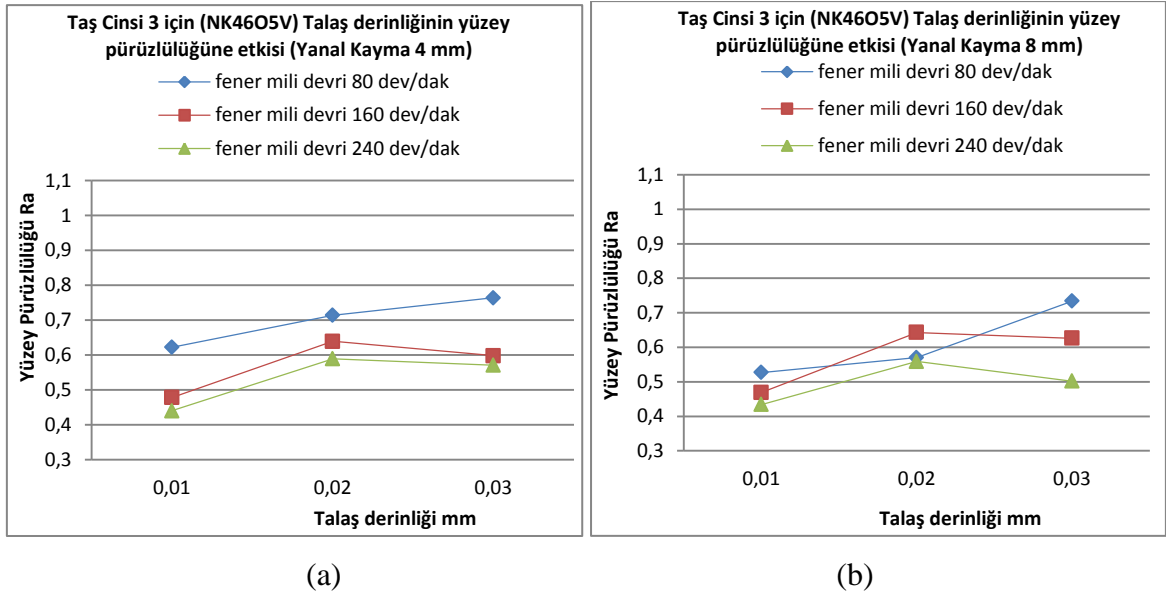 Taş Cinsi 3 için (NK46O5V) Talaş derinliğinin yüzey
pürüzlülüğüne etkisi (Yanal Kayma 4 mm)
fener mili devri 80 dev/dak
fener mili devri 160 dev/dak
fener mili devri 240 dev/dak
Yüzey Pürüzlülüğü Ra
1,1
1
0,9
0,8
0,7
0,6
0,5
0,4
0,3
0,01
0,02
0,03
Talaş derinliği mm
(a)
Taş Cinsi 3 için (NK46O5V) Talaş derinliğinin yüzey
pürüzlülüğüne etkisi (Yanal Kayma 8 mm)
fener mili devri 80 dev/dak
fener mili devri 160 dev/dak
fener mili devri 240 dev/dak
Yüzey Pürüzlülüğü Ra
1,1
1
0,9
0,8
0,7
0,6
0,5
0,4
0,3
0,01
0,02
0,03
Talaş derinliği mm
(b)